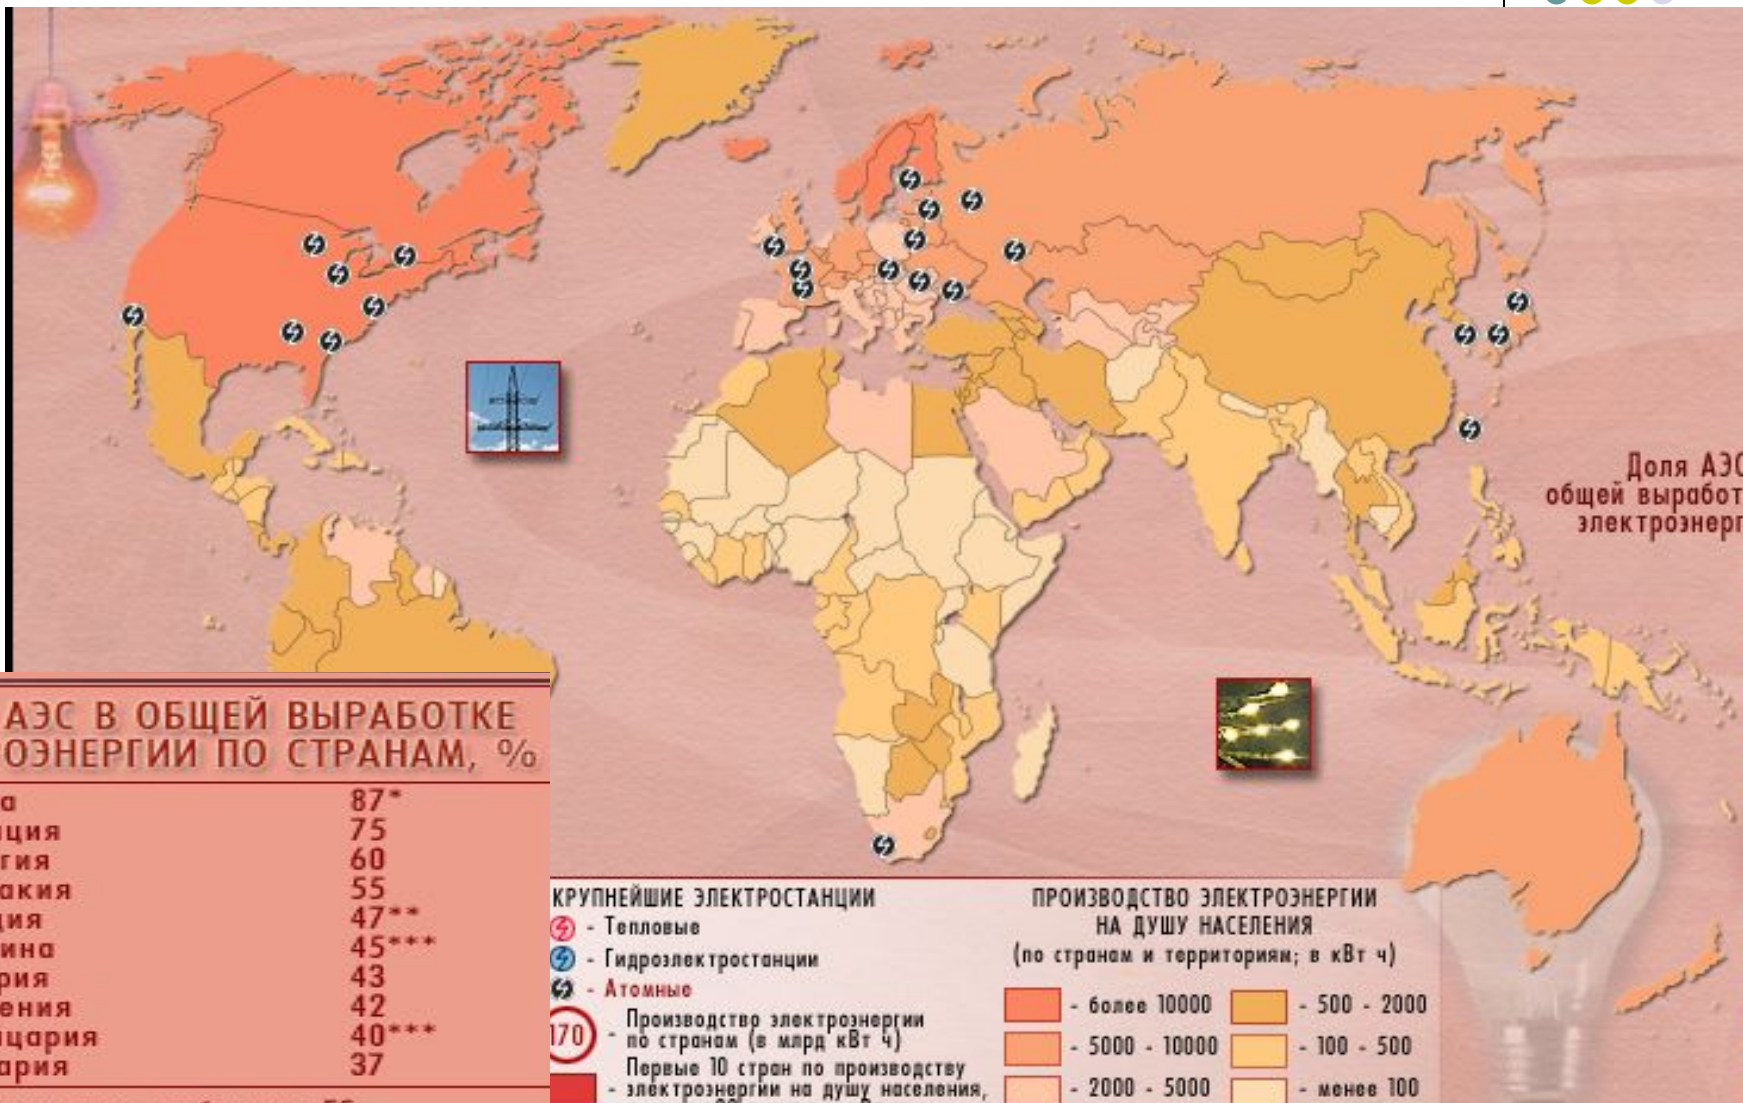 Доля АЭС
общей выработ
электроэнерг
АЭС В ОБЩЕЙ ВЫРАБОТКЕ
ОЭНЕРГИИ ПО СТРАНАМ, %
а 87*
ция 75
гия 60
акия 55
ция 47**
ина 45***
рия 43
ения 42
цария 40***
ария 37
КРУПНЕЙШИЕ ЭЛЕКТРОСТАНЦИИ
- Тепловые
- Гидроэлектростанции
- Атомные
170 - Производство электроэнергии
по странам (в млрд кВт ч)
Первые 10 стран по производству
- электроэнергии на душу населения,
ПРОИЗВОДСТВО ЭЛЕКТРОЭНЕРГИИ
НА ДУШУ НАСЕЛЕНИЯ
(по странам и территориям; в кВт ч)
- более 10000
- 5000 - 10000
- 2000 - 5000
- 500 - 2000
- 100 - 500
- менее 100